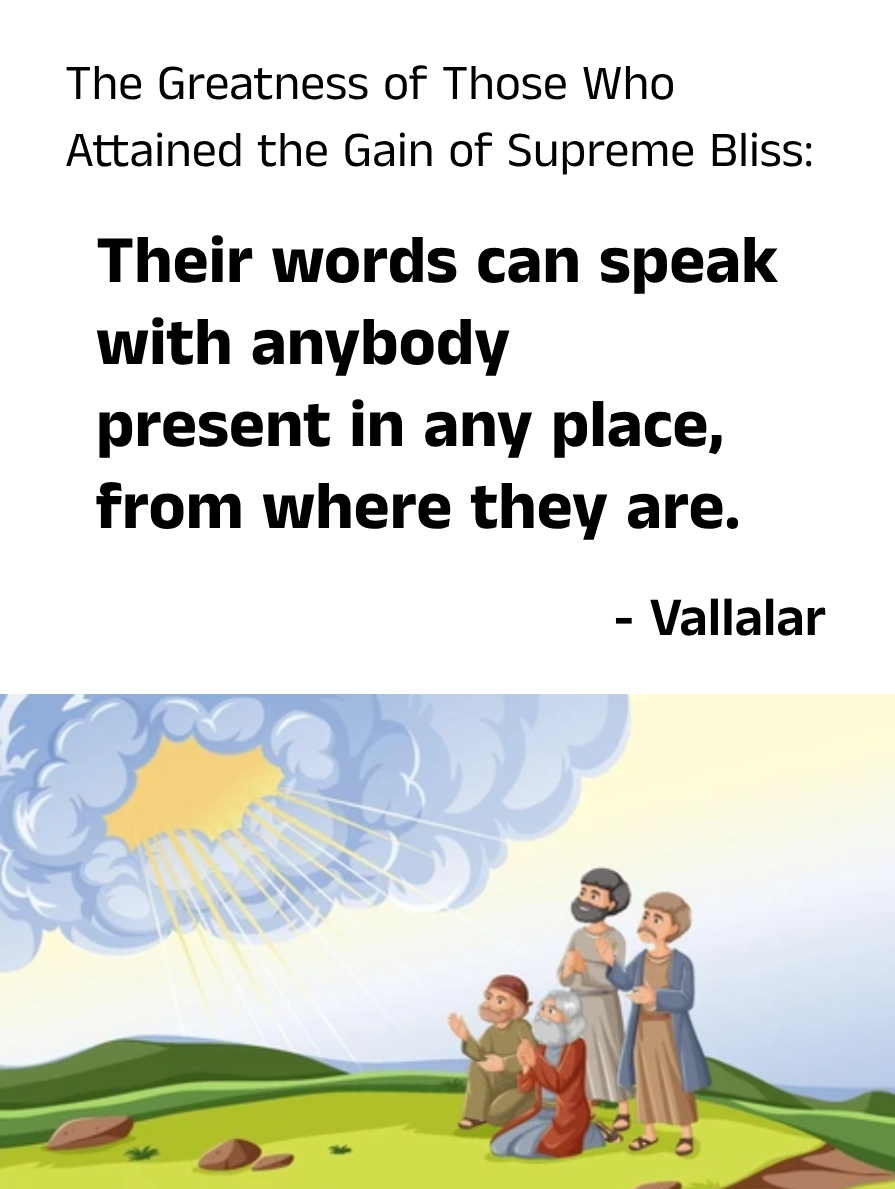 The Greatness of Those Who
Attained the Gain of Supreme Bliss:
Their words can speak
with anybody
present in any place,
from where they are.
- Vallalar